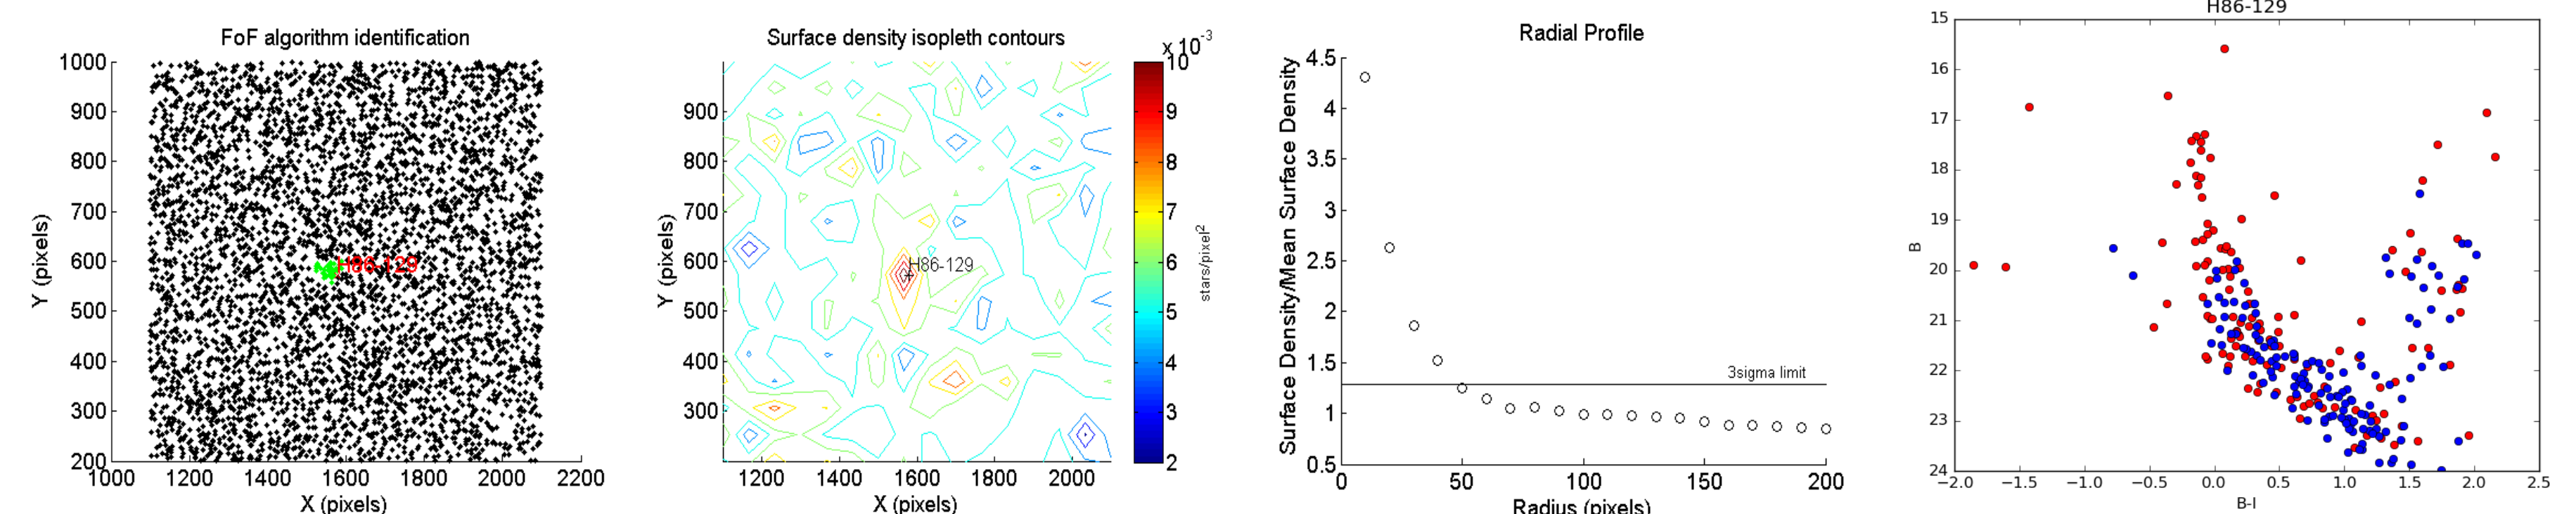 FoF algorithm identification
1000
900
800
700
600
500
400
300
200
Y (pixels)
H86-129
1000 1200 1400 1600 1800 2000 2200
X (pixels)
Surface density isopleth contours
900
800
700
600
500
400
300
Y (pixels)
H86-129
1200 1400 1600 1800 2000
X (pixels)
x 10⁻³
10
9
8
7
6
5
4
3
2
stars/pixel²
Radial Profile
4.5
4
3.5
3
2.5
2
1.5
1
0.5
Surface Density/Mean Surface Density
3sigma limit
0 50 100 150 200
Radius (pixels)
H86-129
15
16
17
18
19
20
21
22
23
24
B
−2.0 −1.5 −1.0 −0.5 0.0 0.5 1.0 1.5 2.0 2.5
B-I